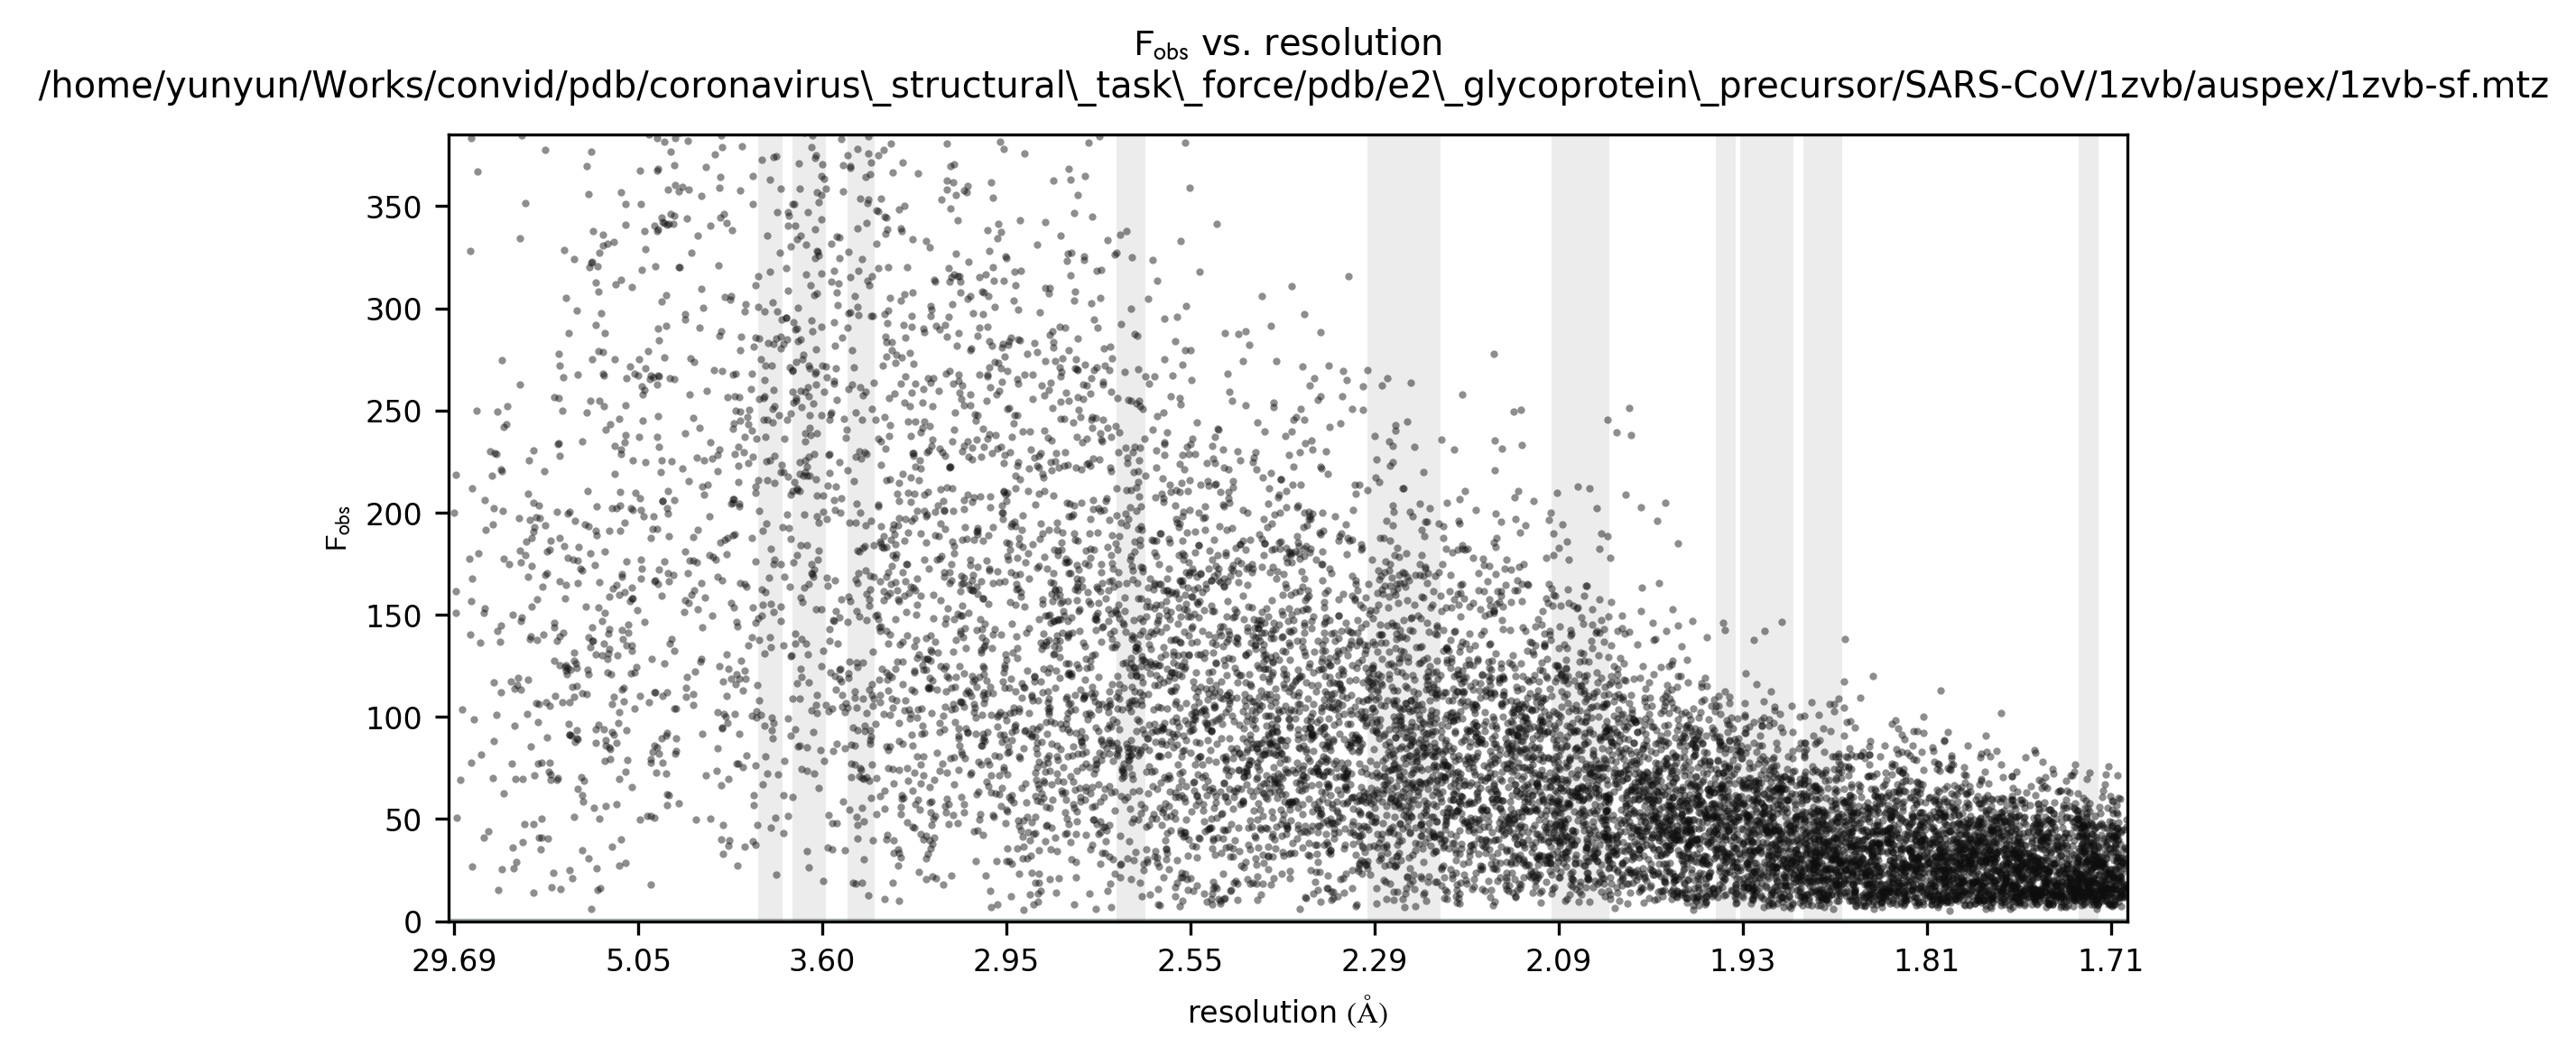 Fobs vs. resolution
/home/yunyun/Works/convid/pdb/coronavirus\_structural\_task\_force/pdb/e2\_glycoprotein\_precursor/SARS-CoV/1zvb/auspex/1zvb-sf.mtz
350
300
250
200
150
100
50
0
Fobs
29.69 5.05 3.60 2.95 2.55 2.29 2.09 1.93 1.81 1.71
resolution (Å)